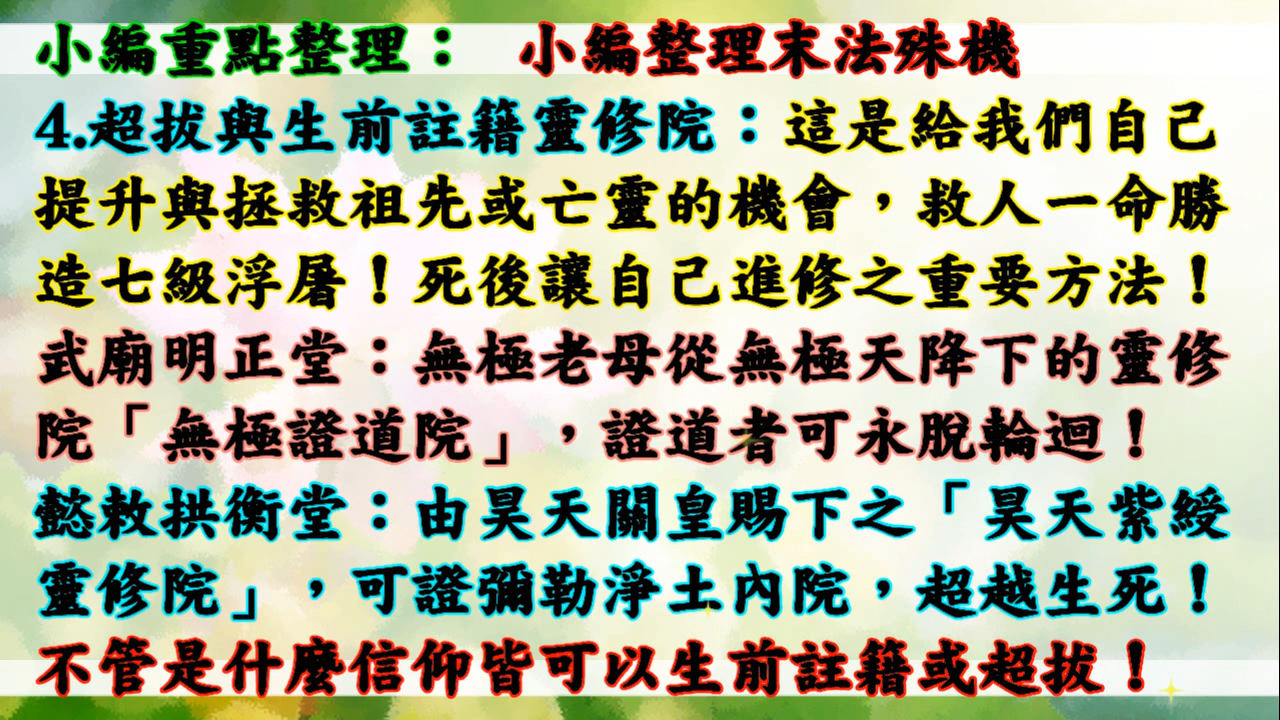 小編重點整理： 小編整理末法殊機
4.超拔與生前註籍靈修院：這是給我們自己
提升與拯救祖先或亡靈的機會，救人一命勝
造七級浮屠！死後讓自己進修之重要方法！
武廟明正堂：無極老母從無極天降下的靈修
院「無極證道院」，證道者可永脫輪迴！
懿敕拱衡堂：由昊天關皇賜下之「昊天紫綬
靈修院」，可證彌勒淨土內院，超越生死！
不管是什麼信仰皆可以生前註籍或超拔！